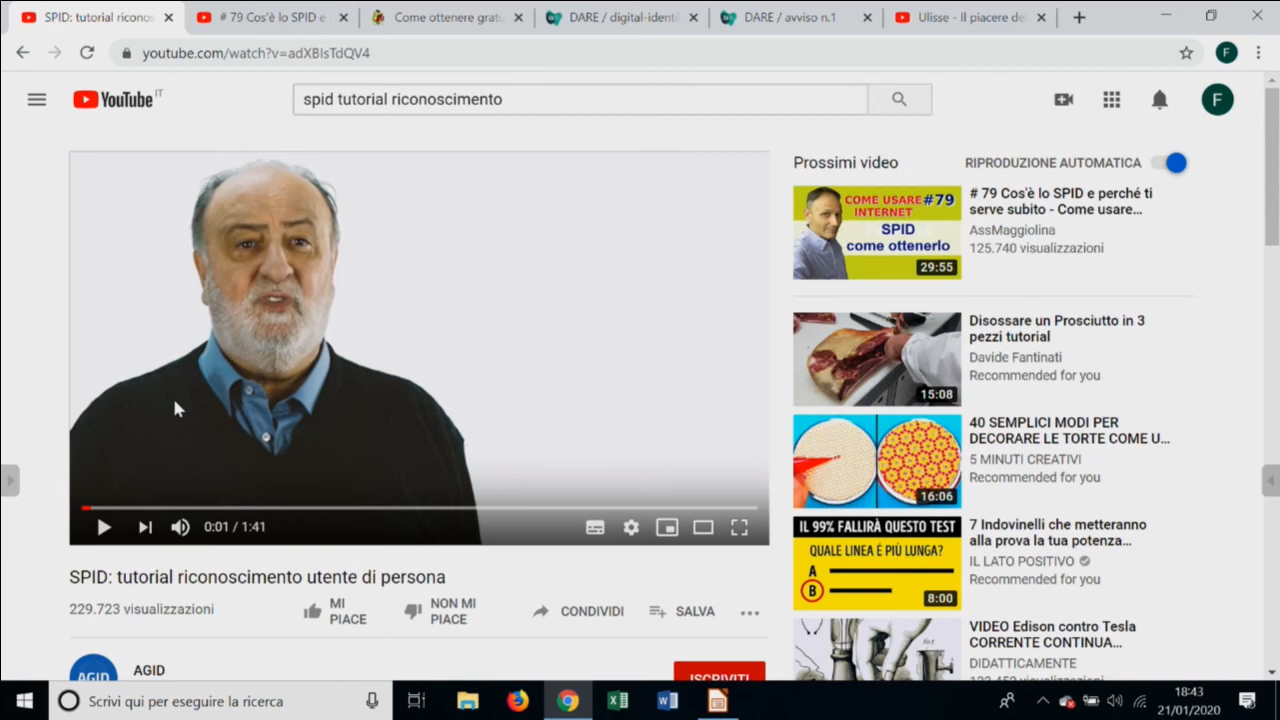 SPID: tutorial riconos
# 79 Cos'è lo SPID e
Come ottenere gratu
DARE / digital-identi
DARE / avviso n.1
Ulisse - Il piacere del
youtube.com/watch?v=adXBIsTdQV4
F
YouTube IT
spid tutorial riconoscimento
F
Prossimi video
RIPRODUZIONE AUTOMATICA
COME USARE #79
INTERNET
SPID
come ottenerlo
29:55
# 79 Cos'è lo SPID e perché ti
serve subito - Come usare...
AssMaggiolina
125.740 visualizzazioni
15:08
Disossare un Prosciutto in 3
pezzi tutorial
Davide Fantinati
Recommended for you
16:06
40 SEMPLICI MODI PER
DECORARE LE TORTE COME U...
5 MINUTI CREATIVI
Recommended for you
IL 99% FALLIRÀ QUESTO TEST
QUALE LINEA É PIÙ LUNGA?
A
B
8:00
7 Indovinelli che metteranno
alla prova la tua potenza...
IL LATO POSITIVO
Recommended for you
VIDEO Edison contro Tesla
CORRENTE CONTINUA...
DIDATTICAMENTE
0:01 / 1:41
SPID: tutorial riconoscimento utente di persona
229.723 visualizzazioni
MI
PIACE
NON MI
PIACE
CONDIVIDI
SALVA
AGID
AGID
ISCRIVITI
Scrivi qui per eseguire la ricerca
18:43
21/01/2020